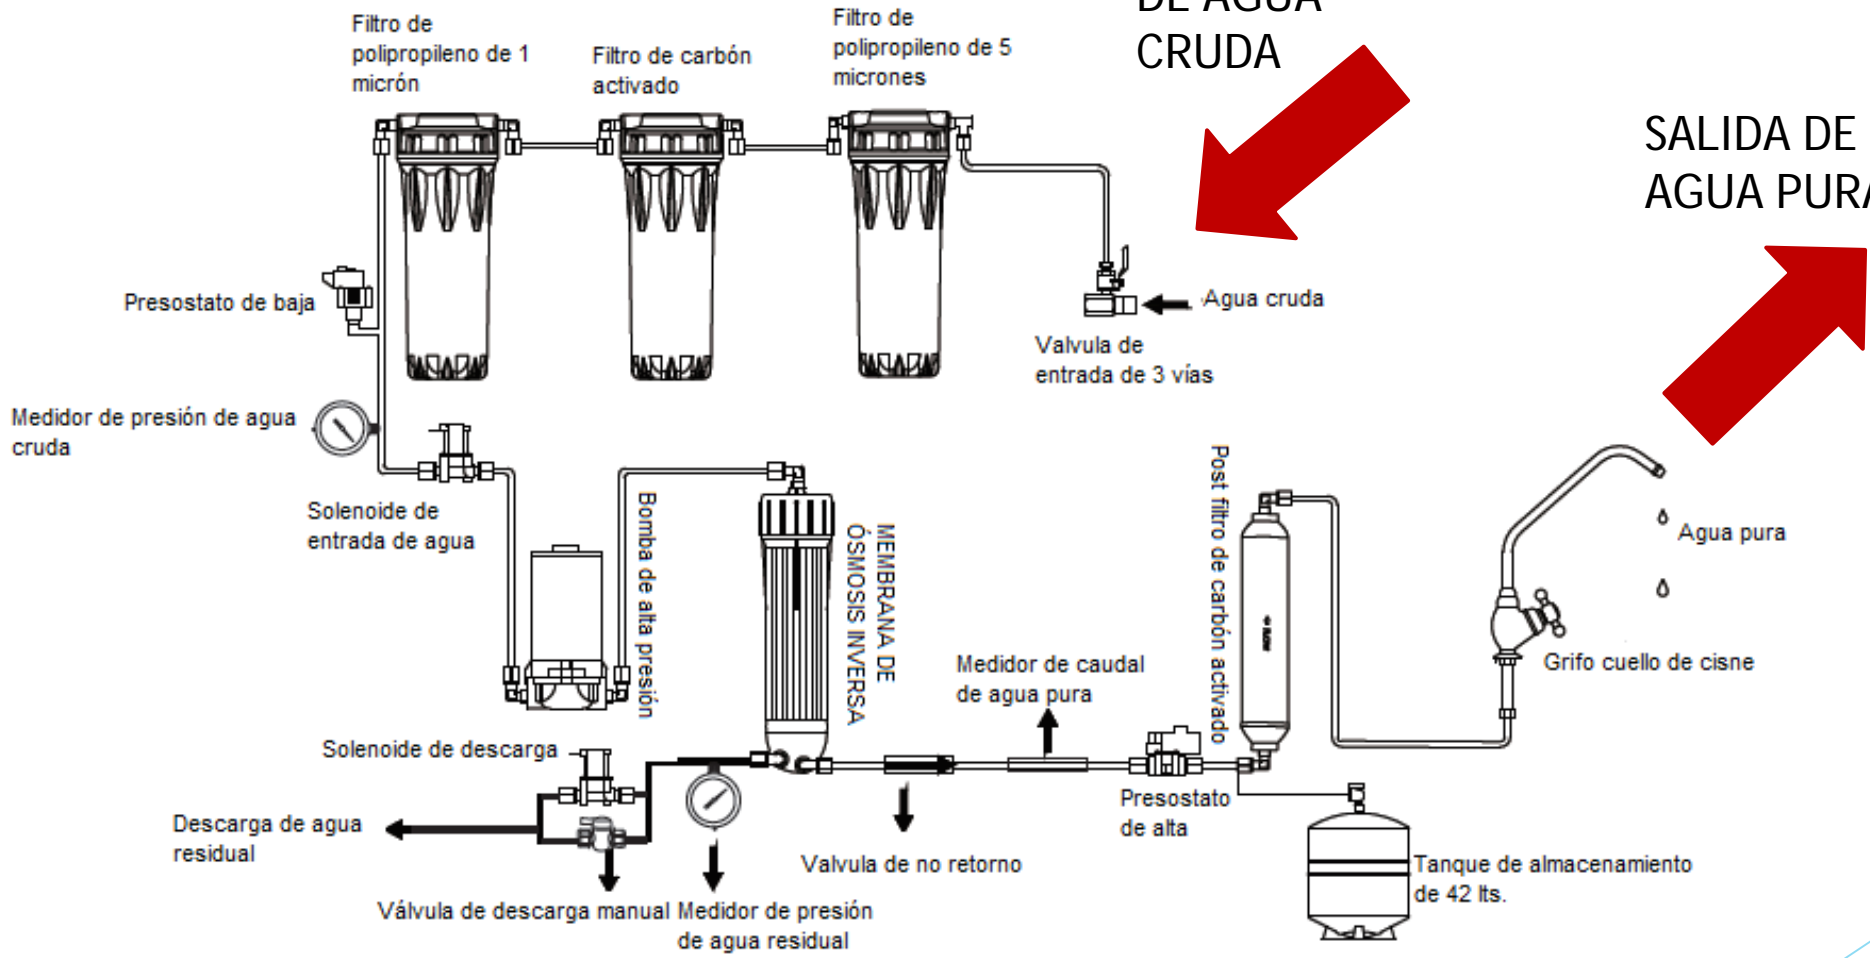 DE AGUA
CRUDA
SALIDA DE
AGUA PURA
Filtro de
polipropileno de 1
micrón
Filtro de carbón
activado
Filtro de
polipropileno de 5
micrones
Presostato de baja
Agua cruda
Valvula de
entrada de 3 vías
Medidor de presión de agua
cruda
Solenoide de
entrada de agua
Bomba de alta presión
MEMBRANA DE
ÓSMOSIS INVERSA
Post filtro de carbón activado
Agua pura
Grifo cuello de cisne
Medidor de caudal
de agua pura
Solenoide de descarga
Presostato
de alta
Descarga de agua
residual
Valvula de no retorno
Tanque de almacenamiento
de 42 lts.
Válvula de descarga manual
Medidor de presión
de agua residual